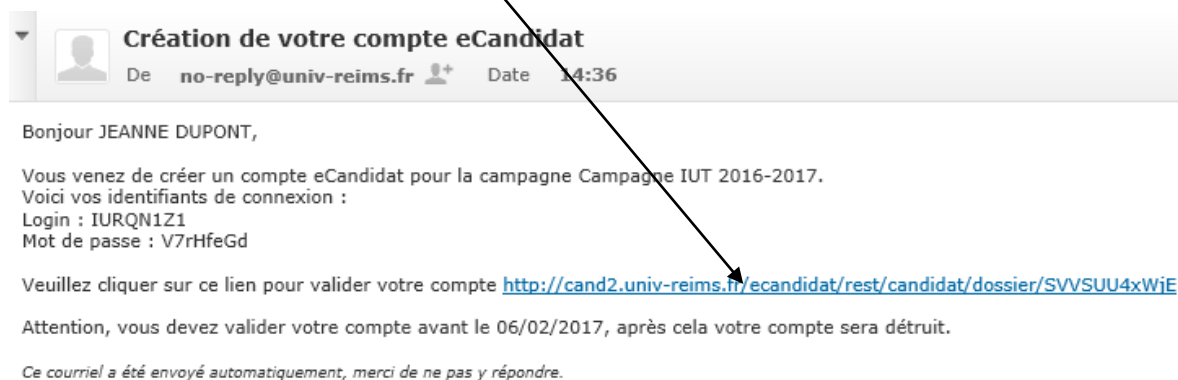 Création de votre compte eCandidat
De no-reply@univ-reims.fr Date 14:36
Bonjour JEANNE DUPONT,
Vous venez de créer un compte eCandidat pour la campagne Campagne IUT 2016-2017.
Voici vos identifiants de connexion :
Login : IURQN1Z1
Mot de passe : V7rHfeGd
Veuillez cliquer sur ce lien pour valider votre compte http://cand2.univ-reims.fr/ecandidat/rest/candidat/dossier/SVVSUU4xWjE
Attention, vous devez valider votre compte avant le 06/02/2017, après cela votre compte sera détruit.
Ce courriel a été envoyé automatiquement, merci de ne pas y répondre.